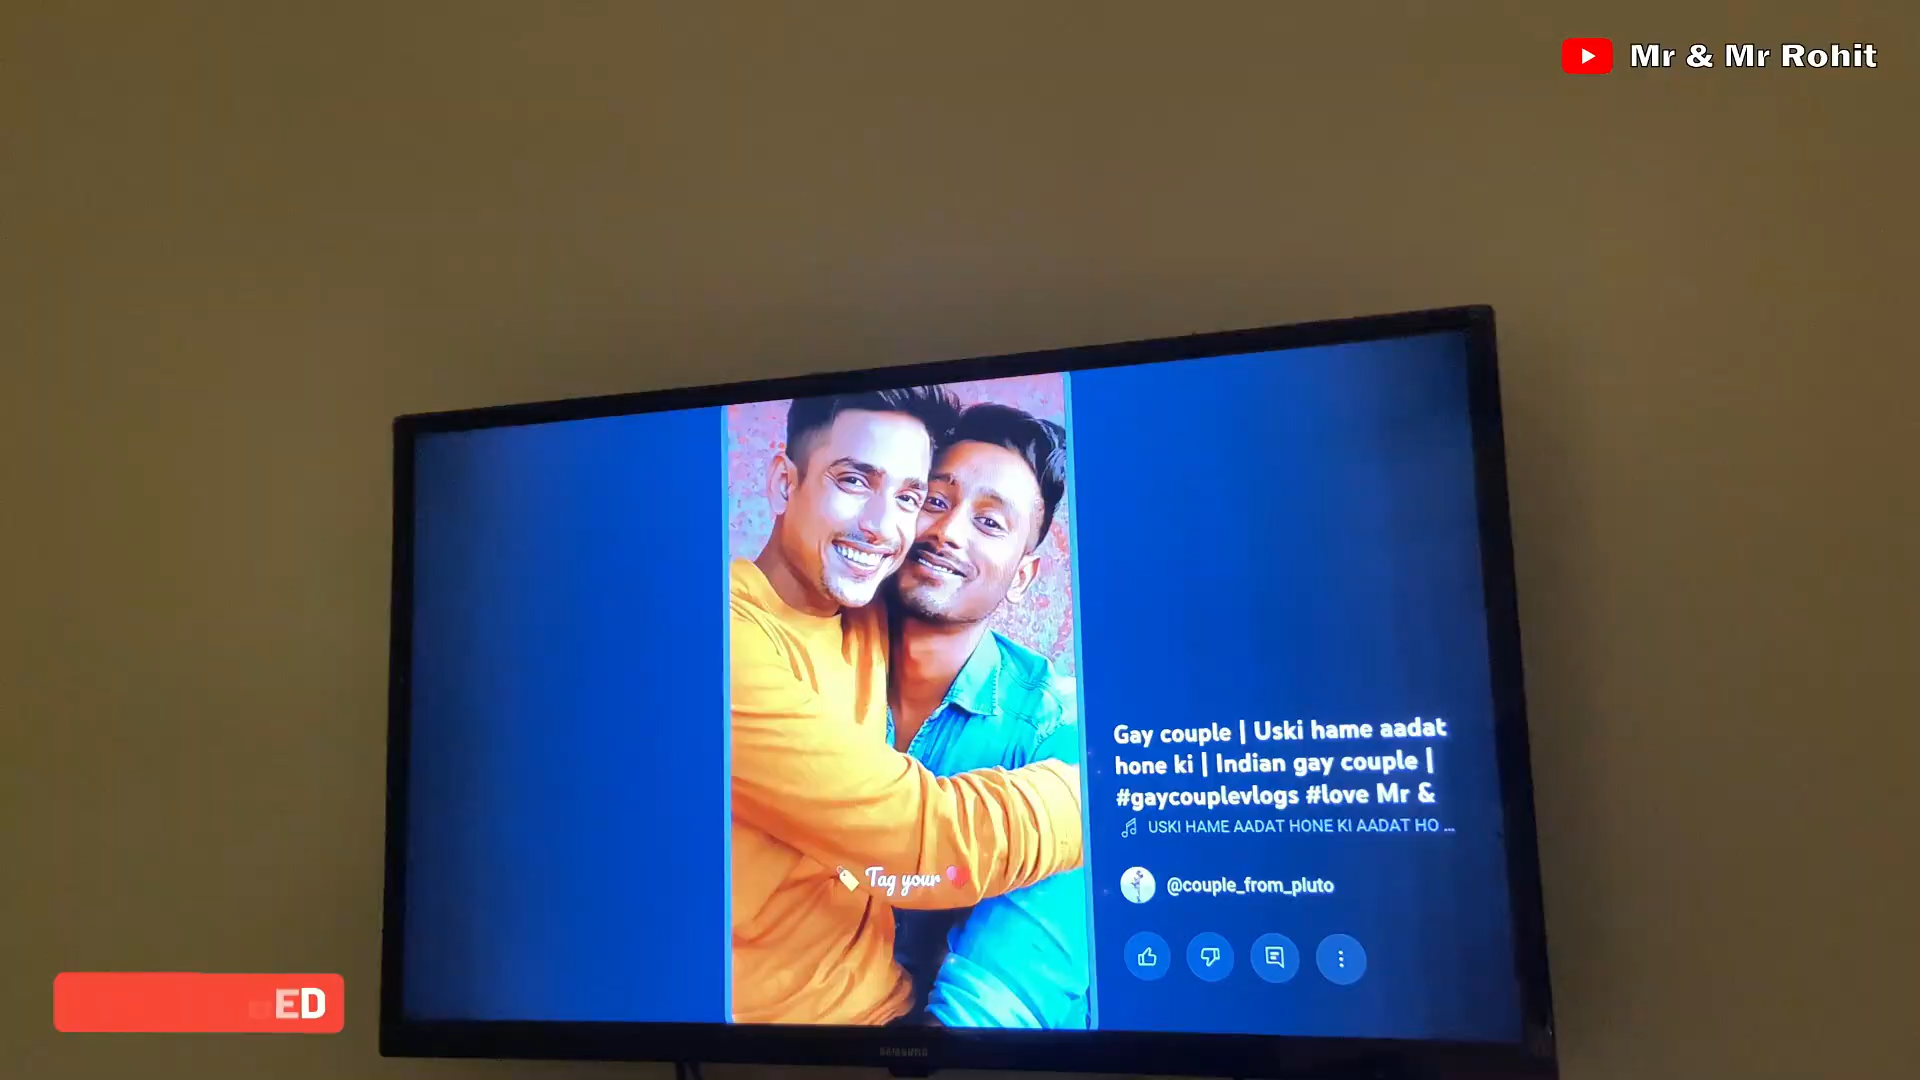 Mr & Mr Rohit
Gay couple | Uski hame aadat
hone ki | Indian gay couple |
#gaycouplevlogs #love Mr &
USKI HAME AADAT HONE KI AADAT HO ...
Tag your
@couple_from_pluto
ED
SAMSUNG